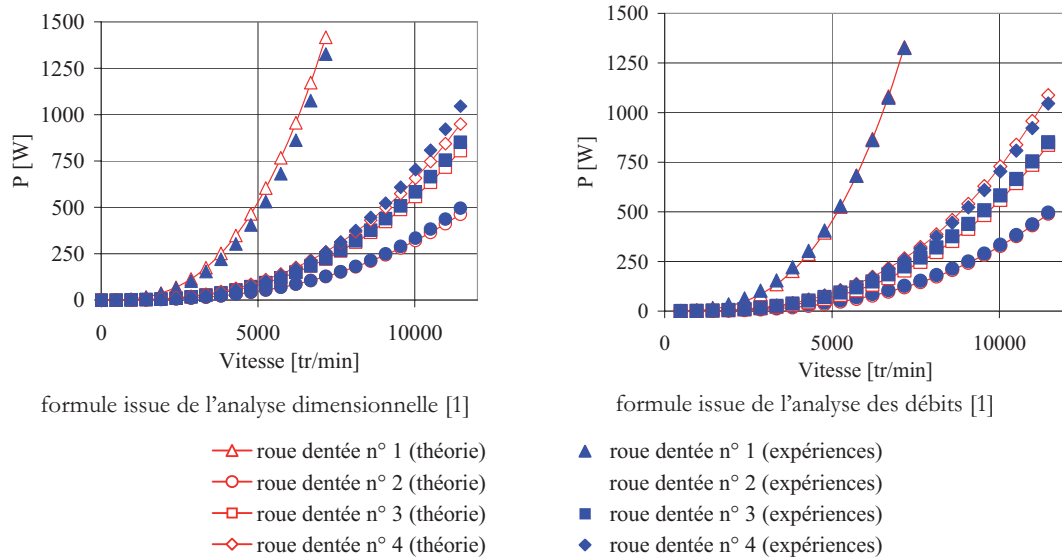 1500
1250
1000
750
500
250
0
P [W]
0 5000 10000
Vitesse [tr/min]
formule issue de l'analyse dimensionnelle [1]
1500
1250
1000
750
500
250
0
P [W]
0 5000 10000
Vitesse [tr/min]
formule issue de l'analyse des débits [1]
roue dentée n° 1 (théorie)
roue dentée n° 2 (théorie)
roue dentée n° 3 (théorie)
roue dentée n° 4 (théorie)
roue dentée n° 1 (expériences)
roue dentée n° 2 (expériences)
roue dentée n° 3 (expériences)
roue dentée n° 4 (expériences)